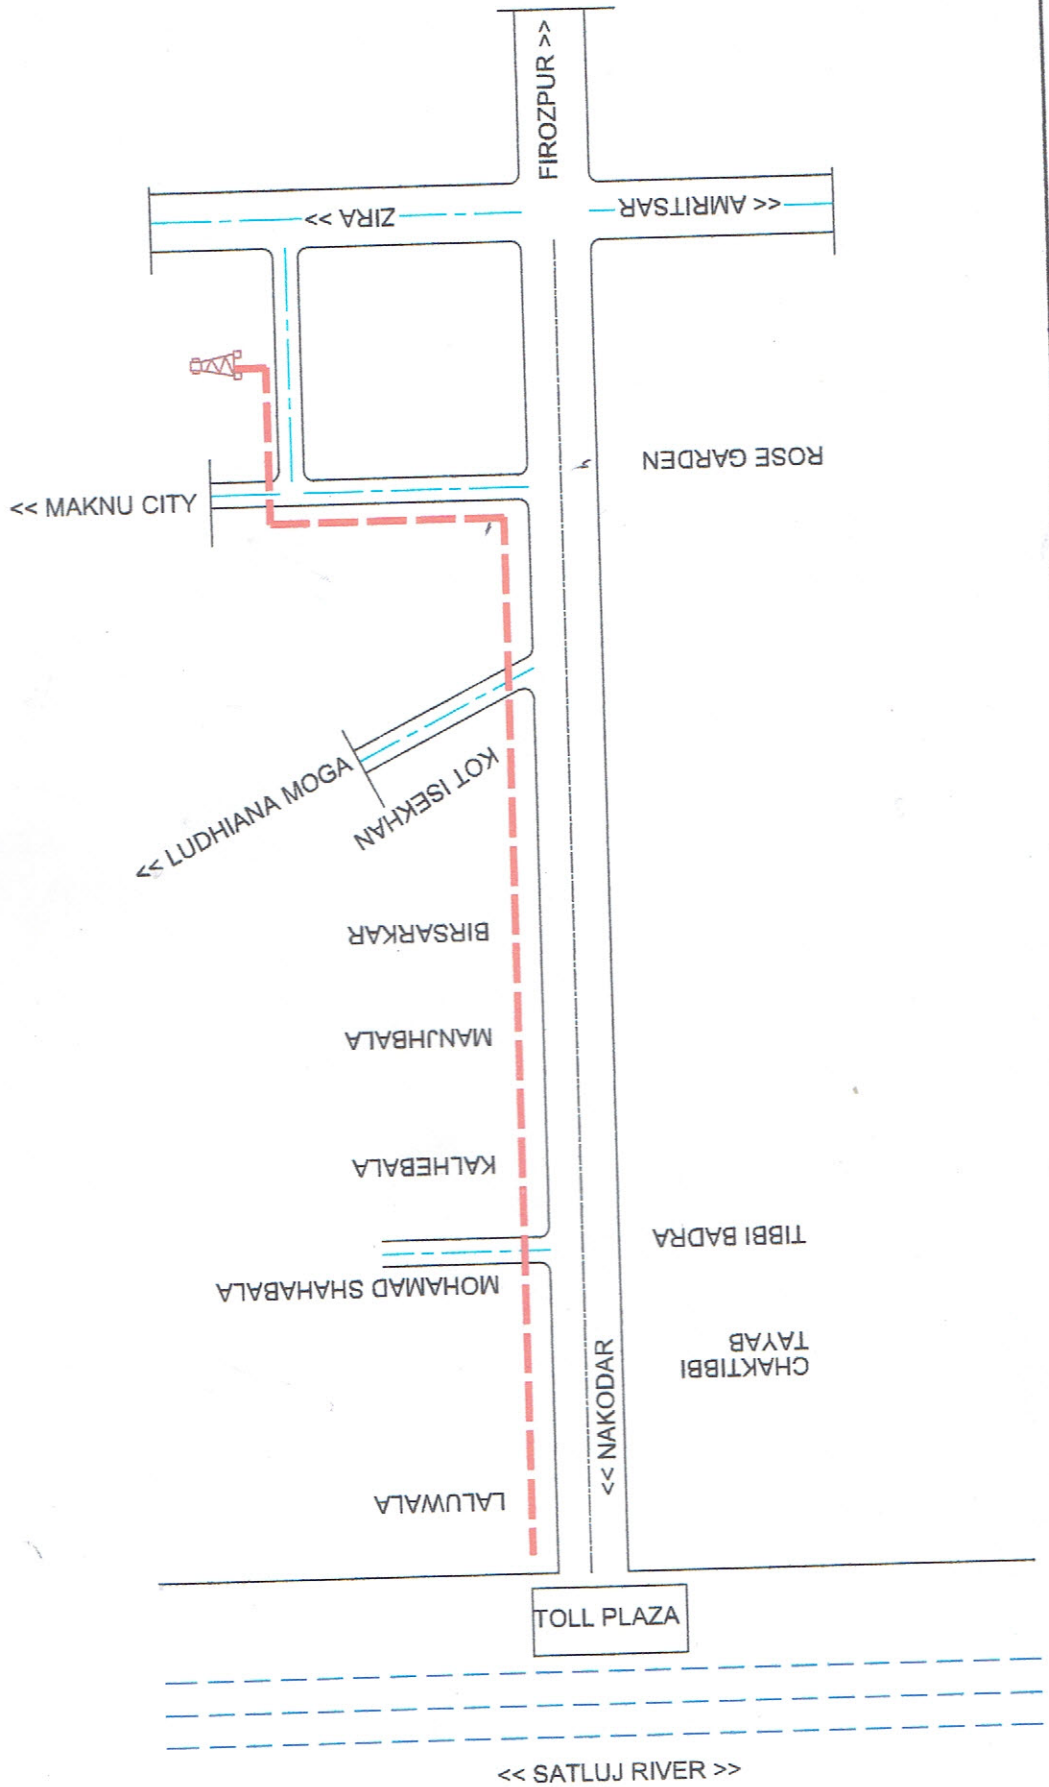 FIROZPUR >>
ZIRA >>
<< AMRITSAR
ROSE GARDEN
<< MAKNU CITY
<< LUDHIANA MOGA
KOT ISEKHAN
BIRSARKAR
MANJHBALA
KALHEBALA
TIBBI BADRA
MOHAMAD SHAHABALA
CHAKTIBBI
TAYAB
<< NAKODAR
LALUWALA
TOLL PLAZA
<< SATLUJ RIVER >>